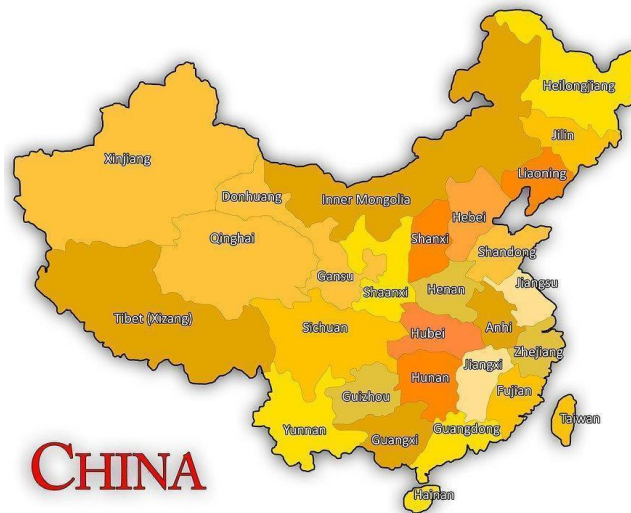 Heilongjiang
Jilin
Xinjiang
Liaoning
Donhuang
Inner Mongolia
Hebei
Qinghai
Shanxi
Shandong
Gansu
Jiangsu
Shaanxi
Henan
Tibet (Xizang)
Sichuan
Anhi
Hubei
Zhejiang
Jiangxi
Hunan
Guizhou
Fujian
Taiwan
Yunnan
Guangdong
Guangxi
CHINA
Hainan